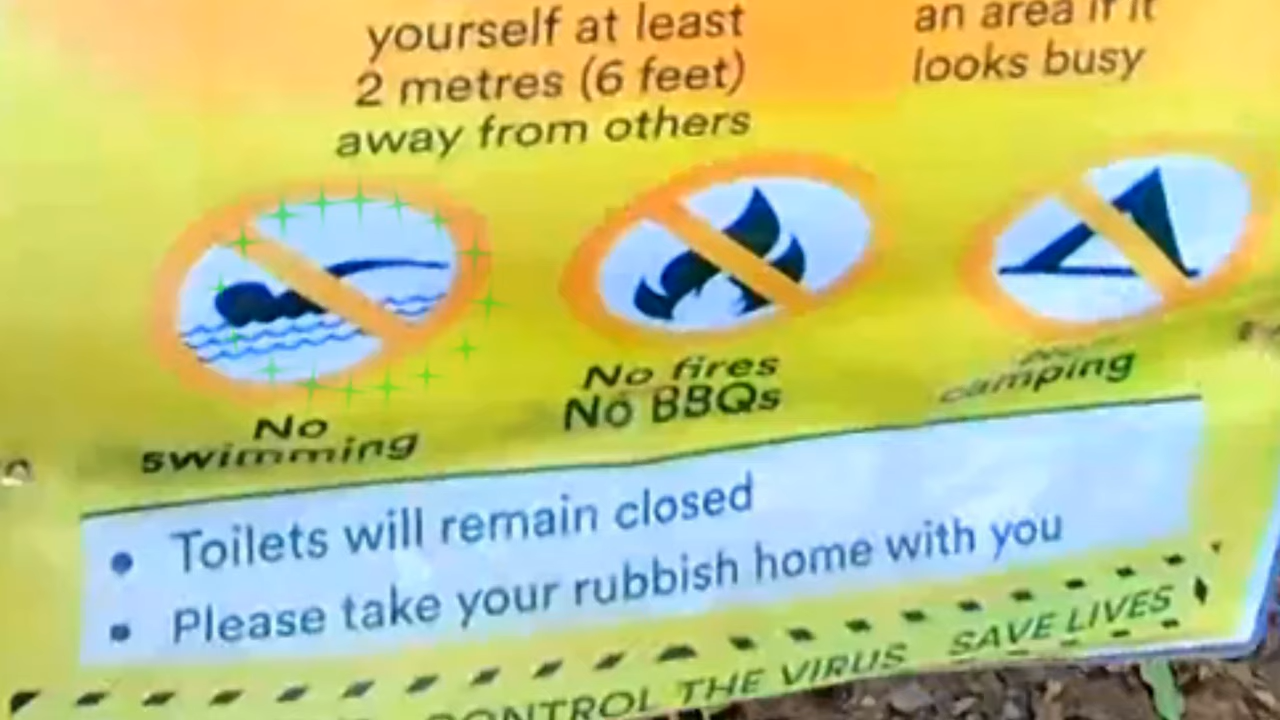 yourself at least
2 metres (6 feet)
away from others
an area if it
looks busy
No
swimming
No fires
No BBQs
No
camping
• Toilets will remain closed
• Please take your rubbish home with you
CONTROL THE VIRUS SAVE LIVES